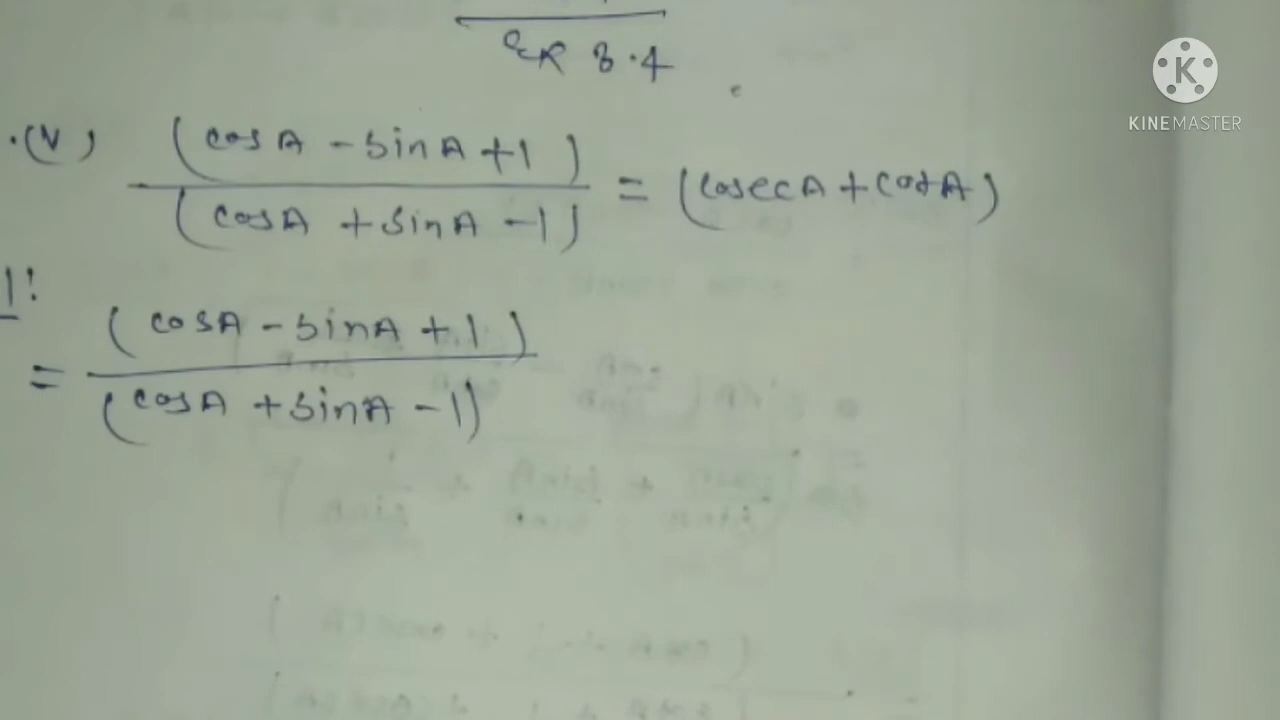 Ex 8.4
KINEMASTER
.(v) (cosA - sinA + 1) / (cosA + sinA - 1) = (cosecA + cotA)
= (cosA - sinA + 1) / (cosA + sinA - 1)